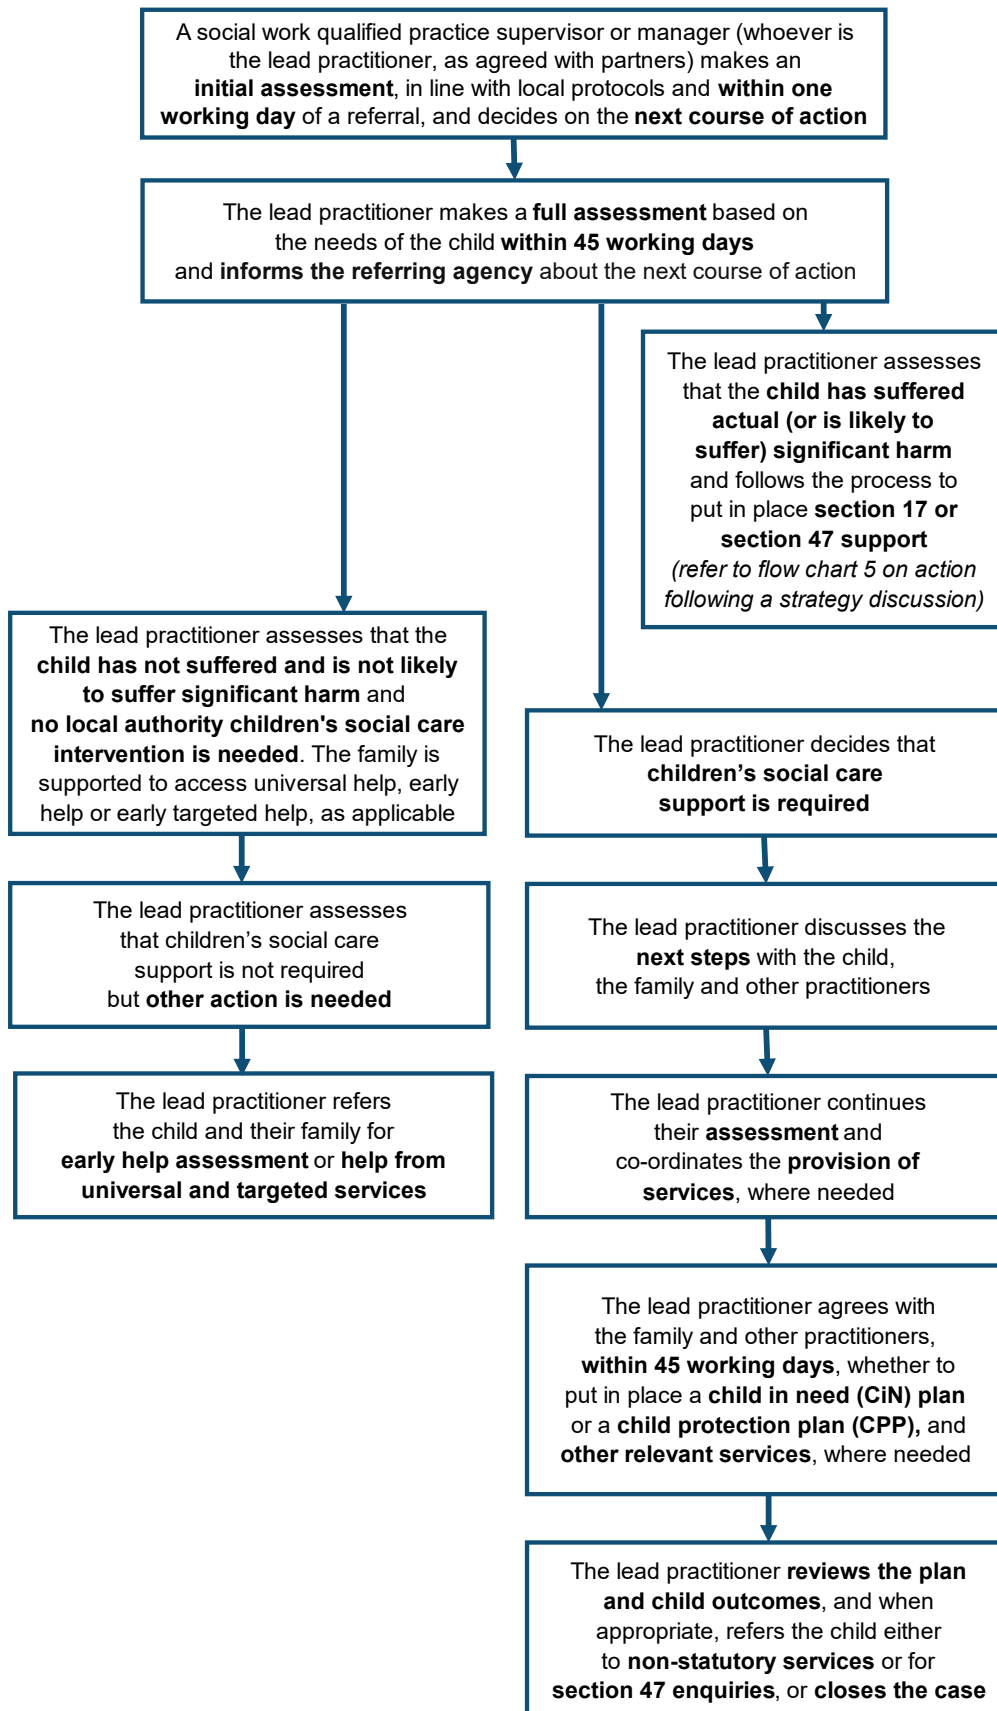 A social work qualified practice supervisor or manager (whoever is
the lead practitioner, as agreed with partners) makes an
initial assessment, in line with local protocols and within one
working day of a referral, and decides on the next course of action
The lead practitioner makes a full assessment based on
the needs of the child within 45 working days
and informs the referring agency about the next course of action
The lead practitioner assesses
that the child has suffered
actual (or is likely to
suffer) significant harm
and follows the process to
put in place section 17 or
section 47 support
(refer to flow chart 5 on action
following a strategy discussion)
The lead practitioner assesses that the
child has not suffered and is not likely
to suffer significant harm and
no local authority children's social care
intervention is needed. The family is
supported to access universal help, early
help or early targeted help, as applicable
The lead practitioner assesses
that children’s social care
support is not required
but other action is needed
The lead practitioner refers
the child and their family for
early help assessment or help from
universal and targeted services
The lead practitioner decides that
children’s social care
support is required
The lead practitioner discusses the
next steps with the child,
the family and other practitioners
The lead practitioner continues
their assessment and
co-ordinates the provision of
services, where needed
The lead practitioner agrees with
the family and other practitioners,
within 45 working days, whether to
put in place a child in need (CiN) plan
or a child protection plan (CPP), and
other relevant services, where needed
The lead practitioner reviews the plan
and child outcomes, and when
appropriate, refers the child either
to non-statutory services or for
section 47 enquiries, or closes the case